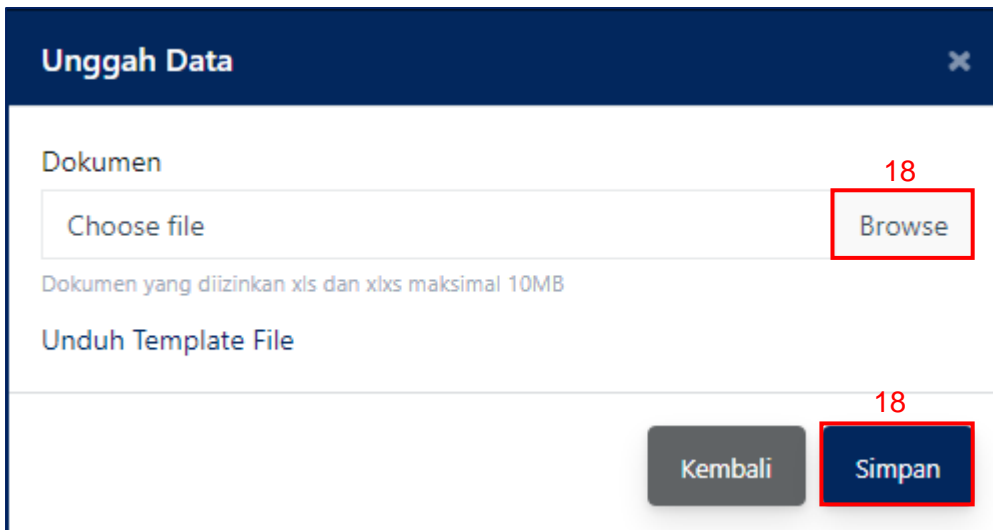 Unggah Data
Dokumen
18
Choose file
Browse
Dokumen yang diizinkan xls dan xlxs maksimal 10MB
Unduh Template File
18
Kembali
Simpan